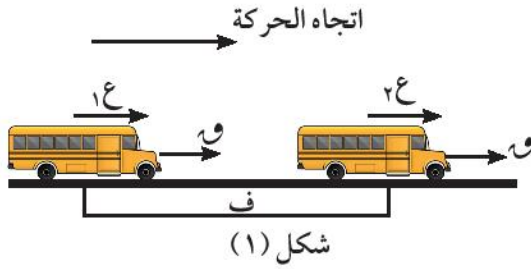 اتجاه الحركة
ع١ ع٢
ق ق
ف
شكل (١)